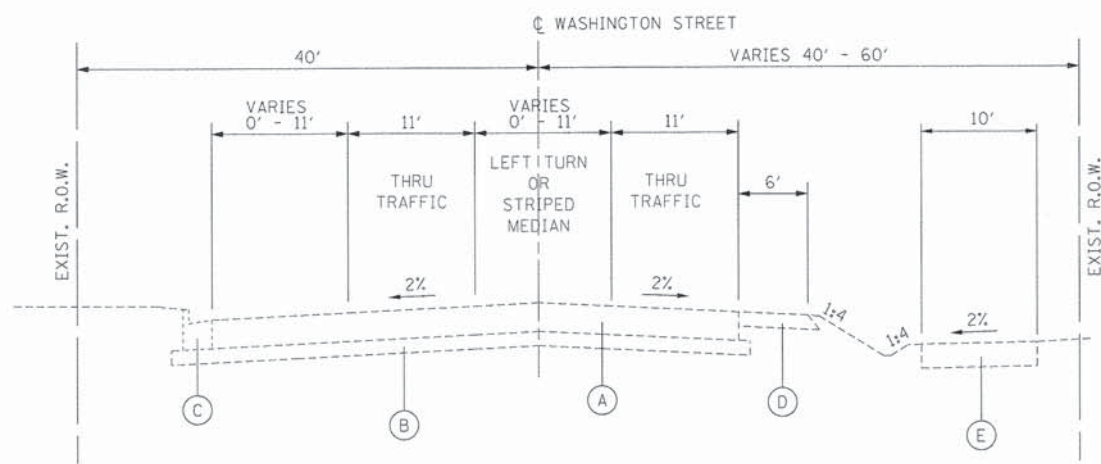 ℄ WASHINGTON STREET
40'
VARIES 40' - 60'
VARIES
0' - 11'
11'
VARIES
0' - 11'
11'
10'
6'
THRU
TRAFFIC
LEFT TURN
OR
STRIPED
MEDIAN
THRU
TRAFFIC
EXIST. R.O.W.
EXIST. R.O.W.
2%
2%
1:4
1:4
2%
C
B
A
D
E